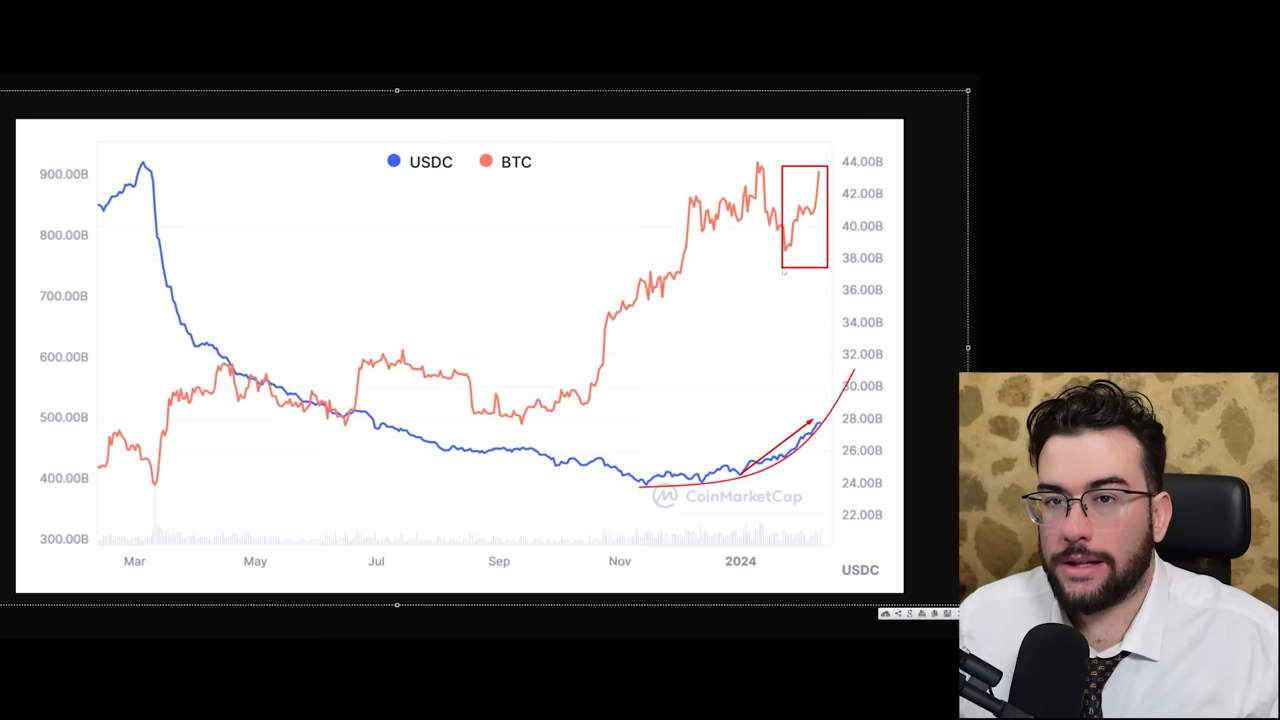 USDC BTC
900.00B
800.00B
700.00B
600.00B
500.00B
400.00B
300.00B
44.00B
42.00B
40.00B
38.00B
36.00B
34.00B
32.00B
30.00B
28.00B
26.00B
24.00B
22.00B
CoinMarketCap
Mar May Jul Sep Nov 2024
USDC